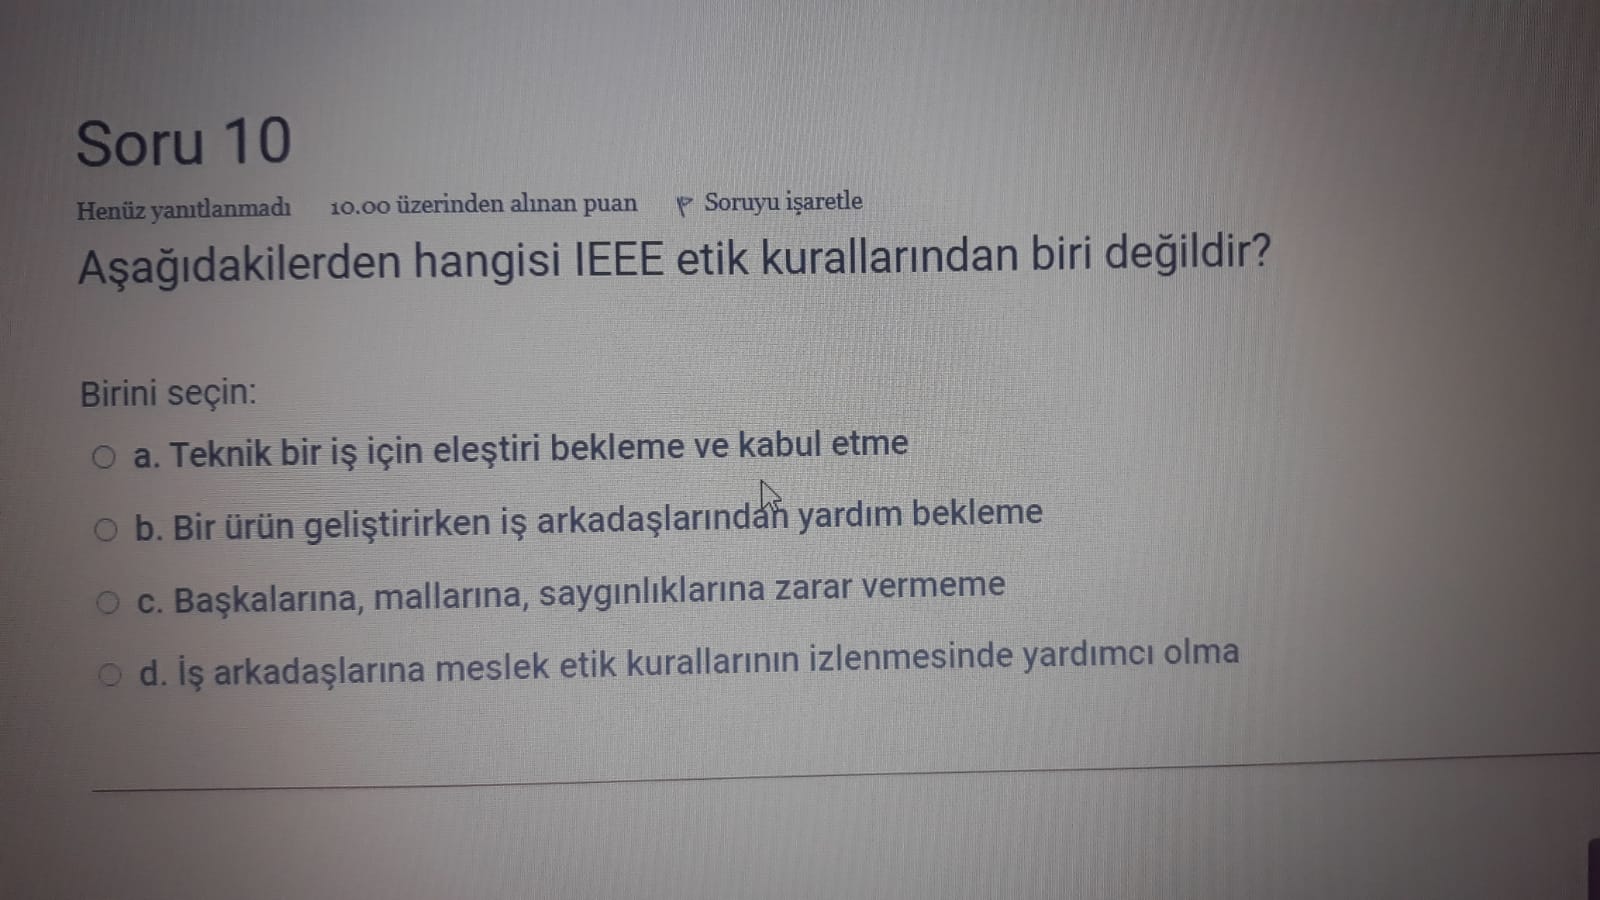 Soru 10
Henüz yanıtlanmadı 10.00 üzerinden alınan puan Soruyu işaretle
Aşağıdakilerden hangisi IEEE etik kurallarından biri değildir?
Birini seçin:
a. Teknik bir iş için eleştiri bekleme ve kabul etme
b. Bir ürün geliştirirken iş arkadaşlarından yardım bekleme
c. Başkalarına, mallarına, saygınlıklarına zarar vermeme
d. İş arkadaşlarına meslek etik kurallarının izlenmesinde yardımcı olma